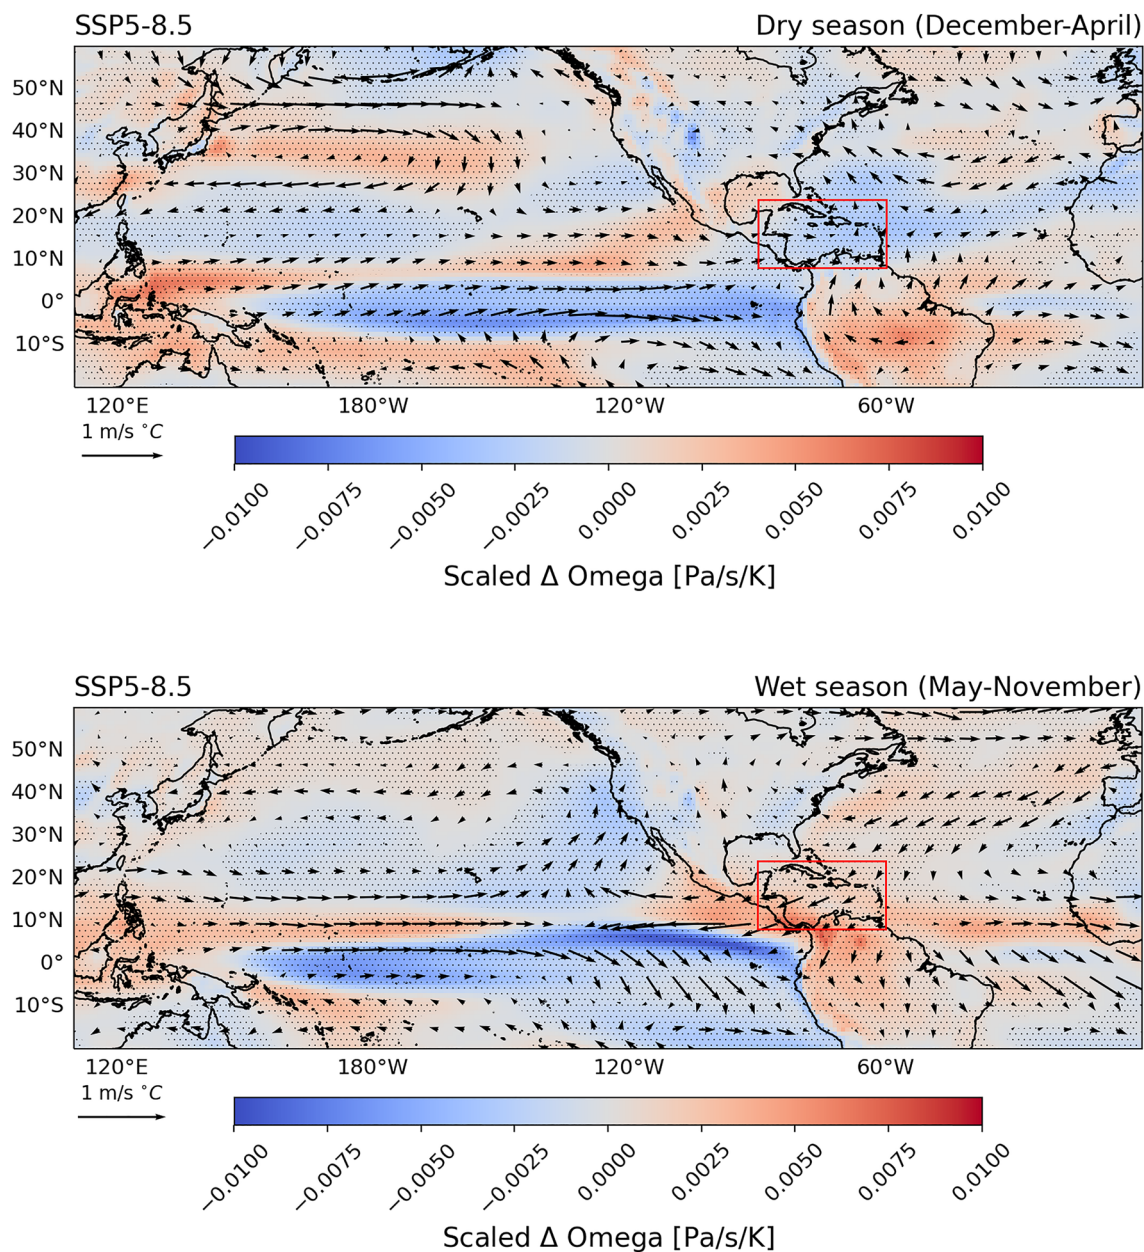 SSP5-8.5 Dry season (December-April)
50°N
40°N
30°N
20°N
10°N
0°
10°S
120°E 180°W 120°W 60°W
1 m/s °C
−0.0100 −0.0075 −0.0050 −0.0025 0.0000 0.0025 0.0050 0.0075 0.0100
Scaled Δ Omega [Pa/s/K]
SSP5-8.5 Wet season (May-November)
50°N
40°N
30°N
20°N
10°N
0°
10°S
120°E 180°W 120°W 60°W
1 m/s °C
−0.0100 −0.0075 −0.0050 −0.0025 0.0000 0.0025 0.0050 0.0075 0.0100
Scaled Δ Omega [Pa/s/K]